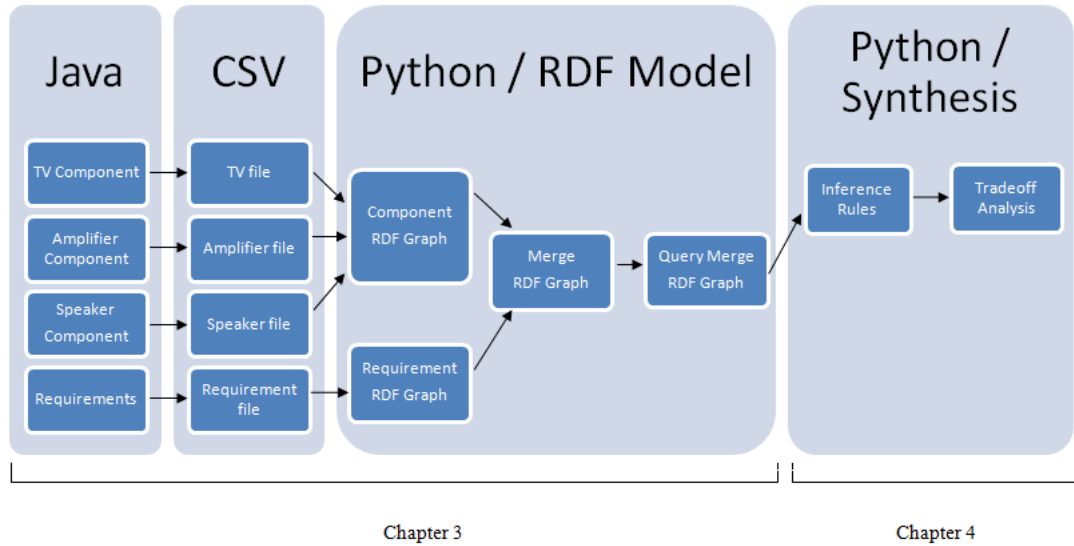 Java
CSV
Python / RDF Model
Python /
Synthesis
TV Component
TV file
Amplifier
Component
Amplifier file
Speaker
Component
Speaker file
Requirements
Requirement
file
Component
RDF Graph
Requirement
RDF Graph
Merge
RDF Graph
Query Merge
RDF Graph
Inference
Rules
Tradeoff
Analysis
Chapter 3
Chapter 4